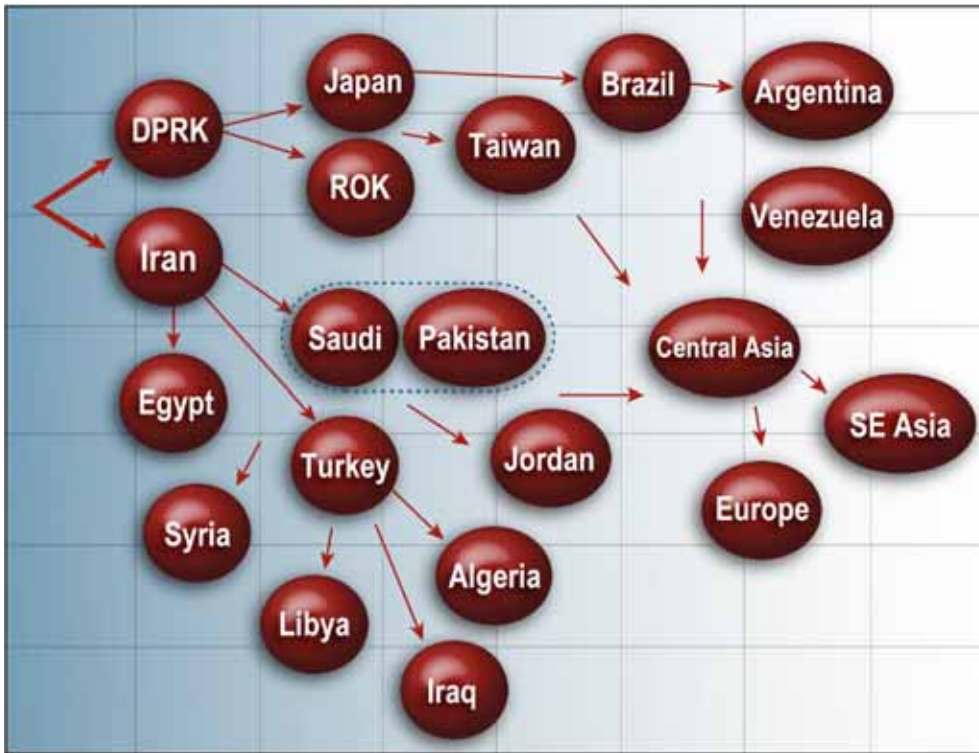 Japan
Brazil
Argentina
DPRK
Taiwan
ROK
Venezuela
Iran
Saudi
Pakistan
Central Asia
Egypt
SE Asia
Turkey
Jordan
Europe
Syria
Algeria
Libya
Iraq